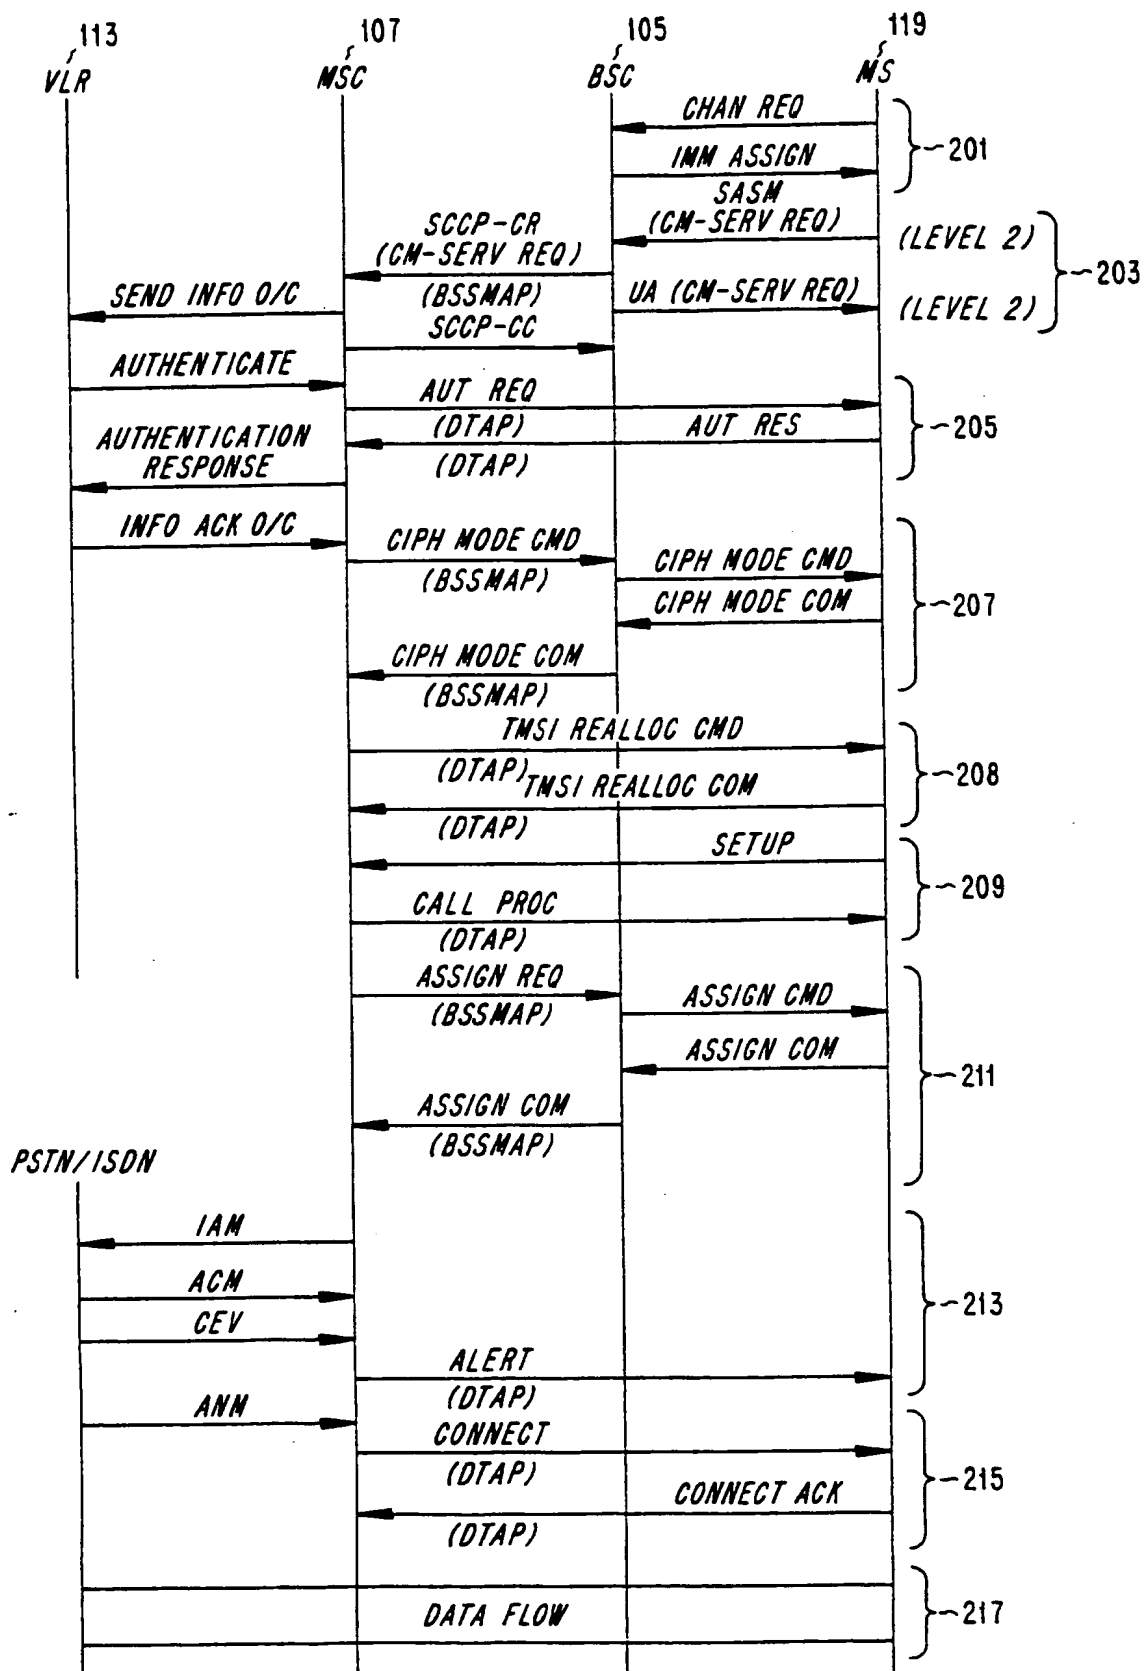 113
107
105
119
VLR
MSC
BSC
MS
CHAN REQ
IMM ASSIGN
201
SASM
(CM-SERV REQ)
(LEVEL 2)
SCCP-CR
(CM-SERV REQ)
(BSSMAP)
203
SEND INFO O/C
UA (CM-SERV REQ)
(LEVEL 2)
SCCP-CC
AUTHENTICATE
AUT REQ
(DTAP)
AUT RES
(DTAP)
205
AUTHENTICATION
RESPONSE
INFO ACK O/C
CIPH MODE CMD
(BSSMAP)
CIPH MODE CMD
CIPH MODE COM
207
CIPH MODE COM
(BSSMAP)
TMSI REALLOC CMD
(DTAP)
TMSI REALLOC COM
(DTAP)
208
SETUP
CALL PROC
(DTAP)
209
ASSIGN REQ
(BSSMAP)
ASSIGN CMD
ASSIGN COM
211
ASSIGN COM
(BSSMAP)
PSTN/ISDN
IAM
ACM
CEV
213
ALERT
(DTAP)
ANM
CONNECT
(DTAP)
CONNECT ACK
(DTAP)
215
DATA FLOW
217